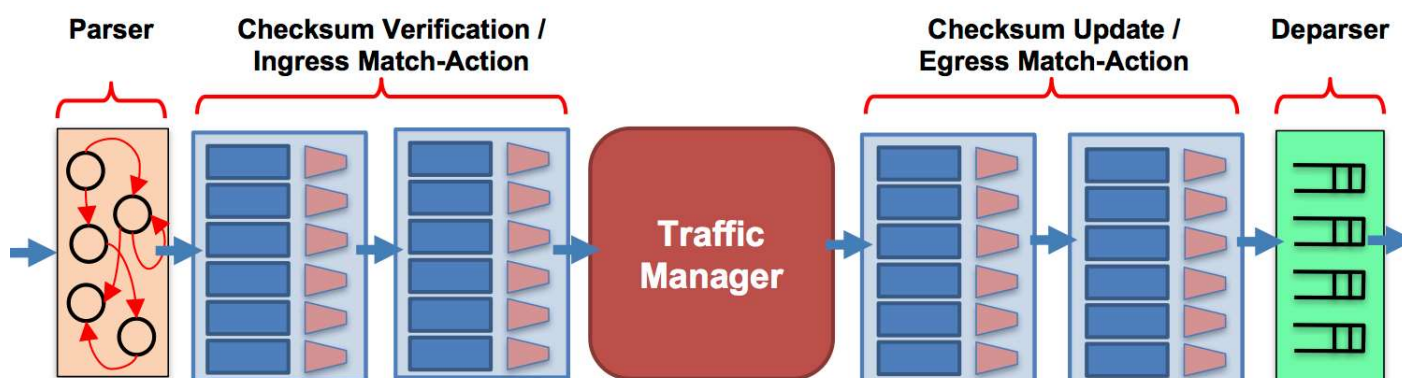 Parser
Checksum Verification /
Ingress Match-Action
Checksum Update /
Egress Match-Action
Deparser
Traffic
Manager